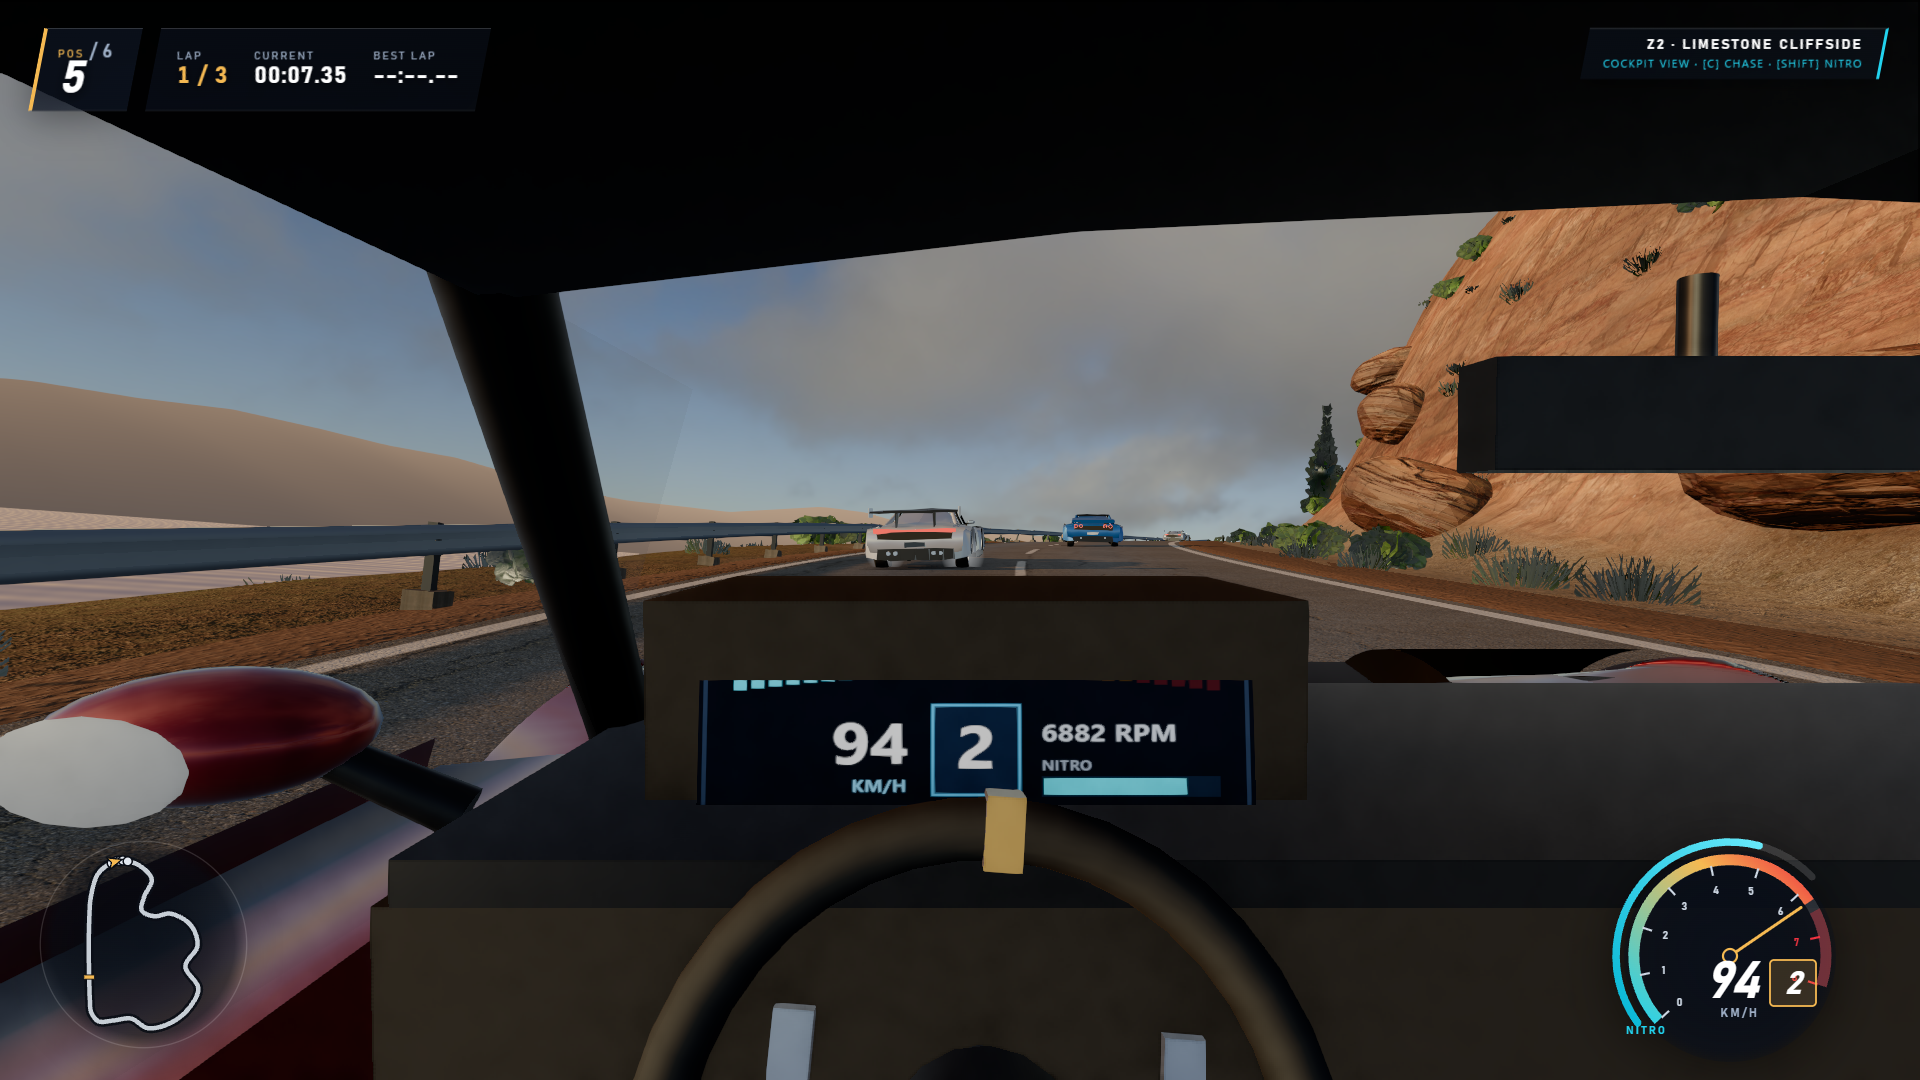 POS / 6
5
LAP
1 / 3
CURRENT
00:07.35
BEST LAP
--:--.--
Z2 · LIMESTONE CLIFFSIDE
COCKPIT VIEW · [C] CHASE · [SHIFT] NITRO
94
KM/H
2
6882 RPM
NITRO
0
1
2
3
4
5
6
7
94
2
KM/H
NITRO